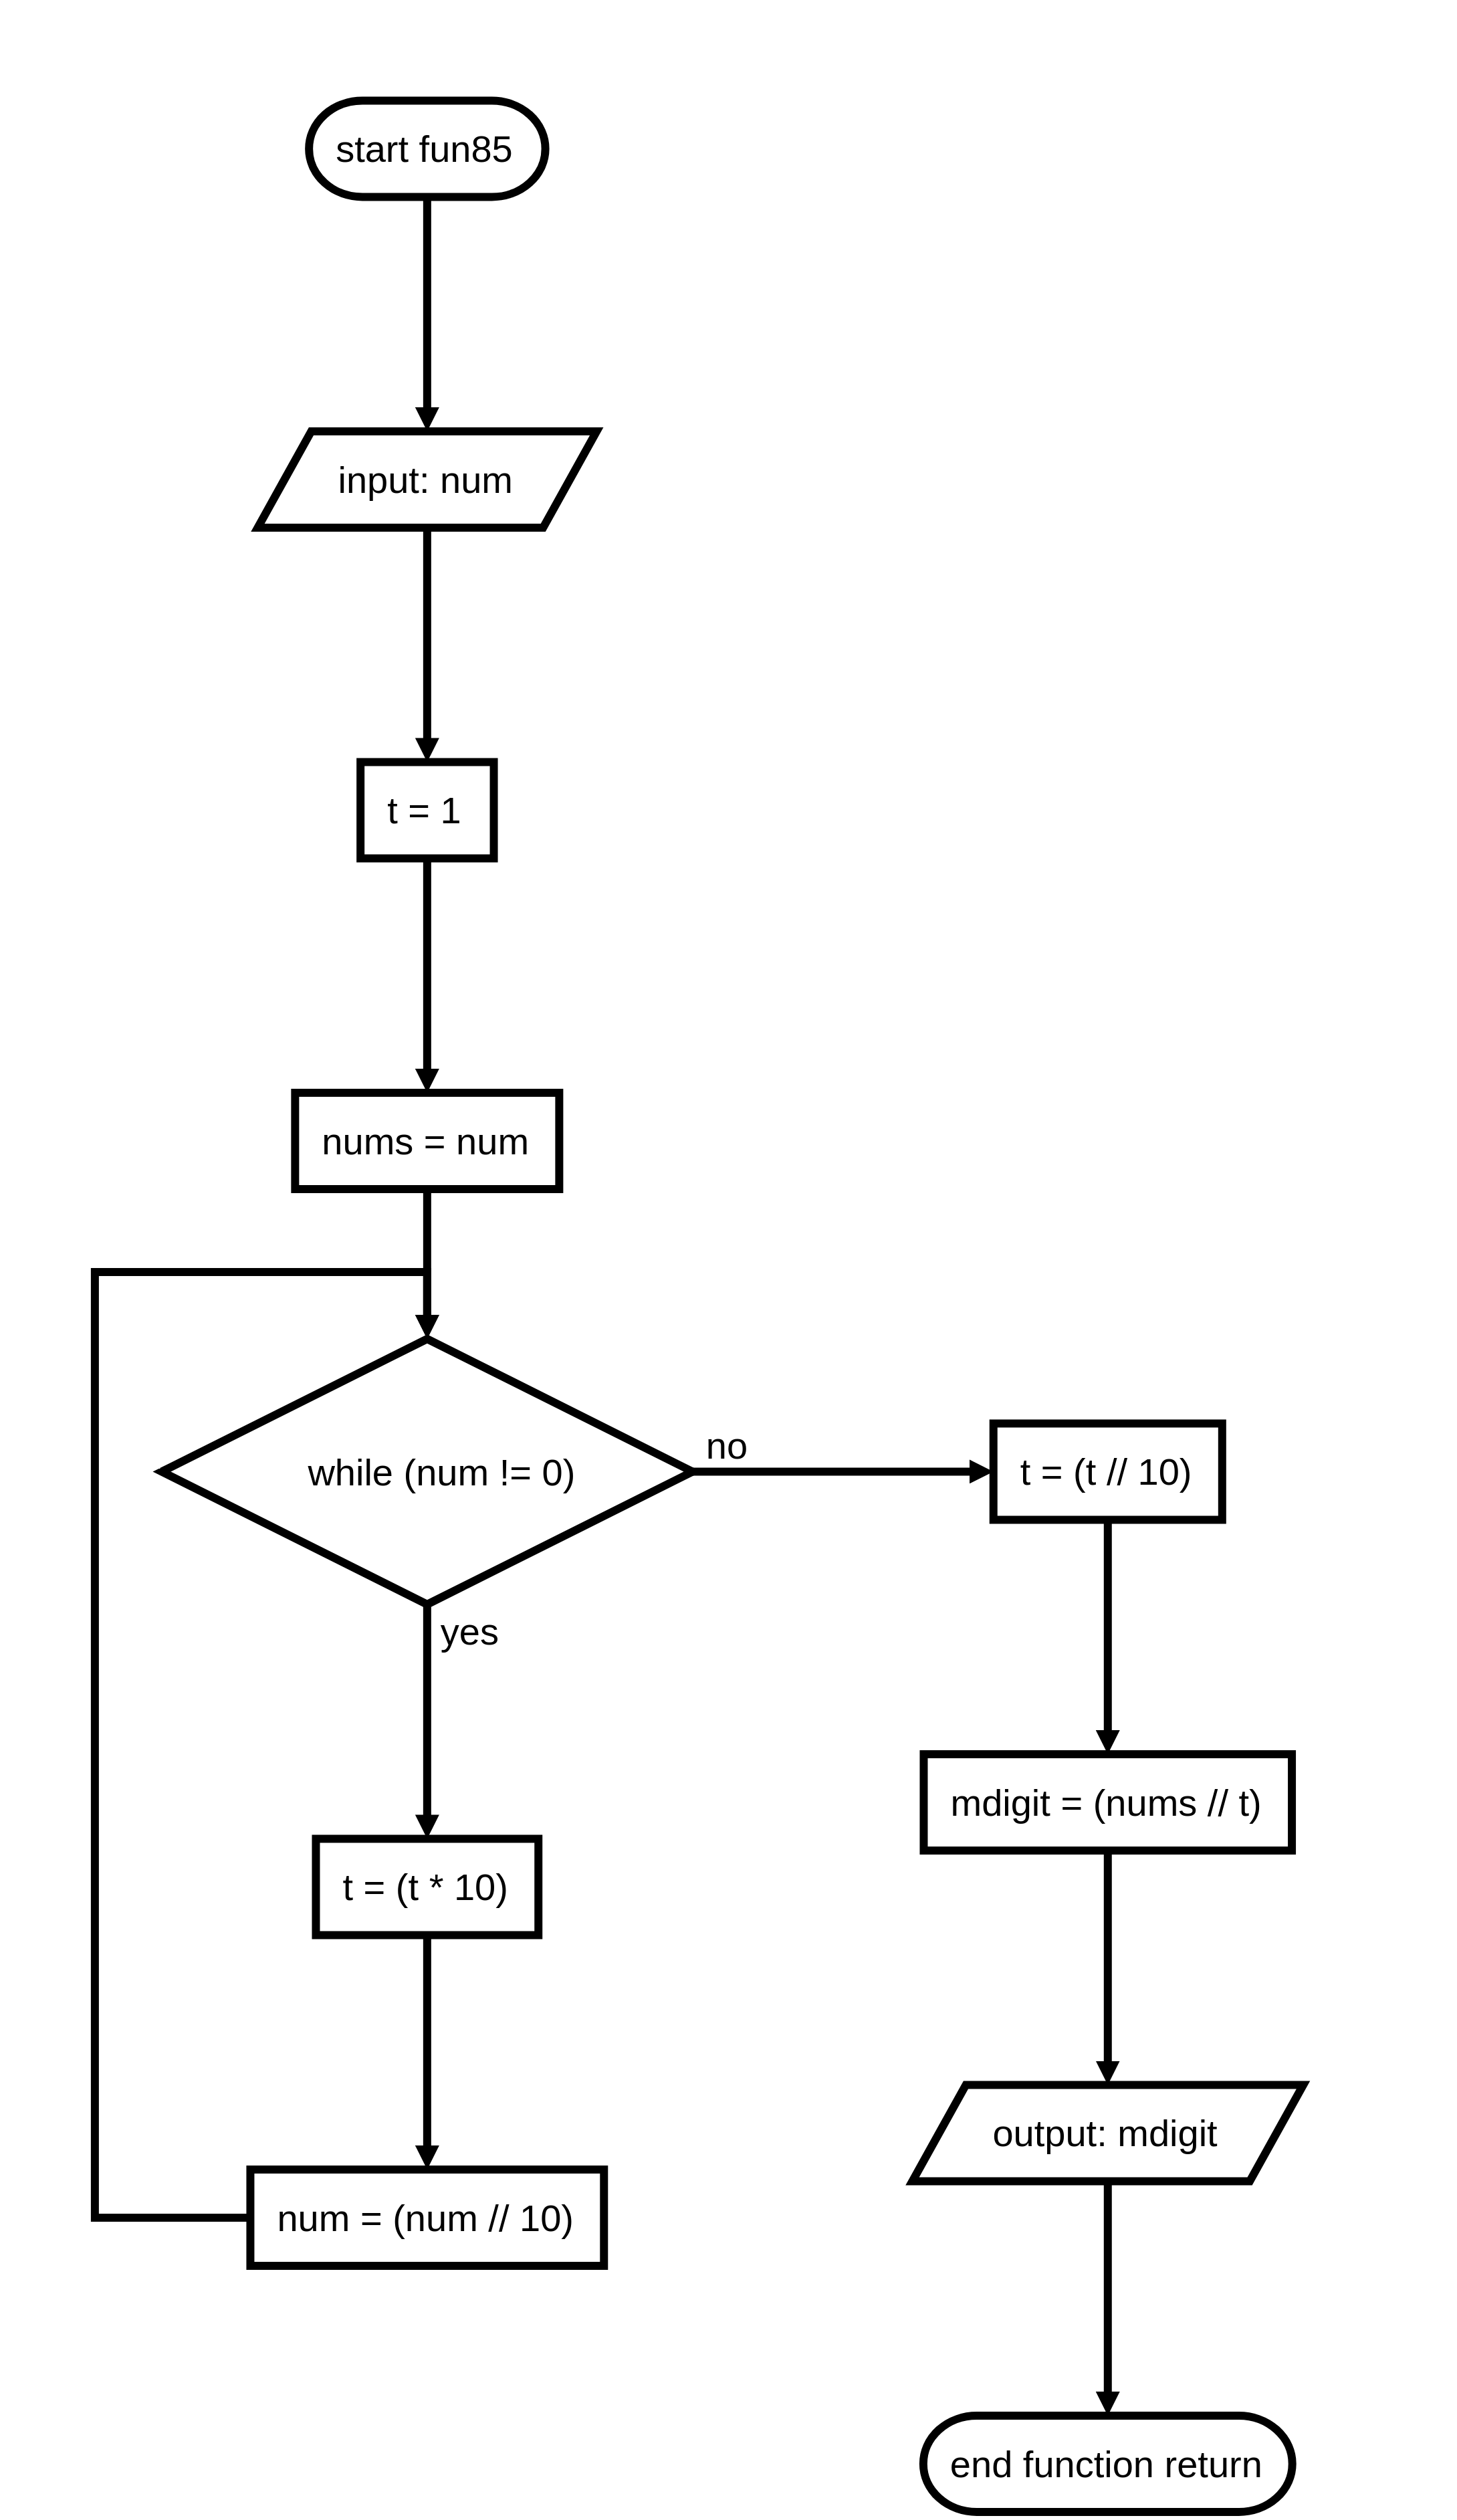 start fun85
input: num
t = 1
nums = num
while (num != 0)
no
t = (t // 10)
yes
mdigit = (nums // t)
t = (t * 10)
output: mdigit
num = (num // 10)
end function return